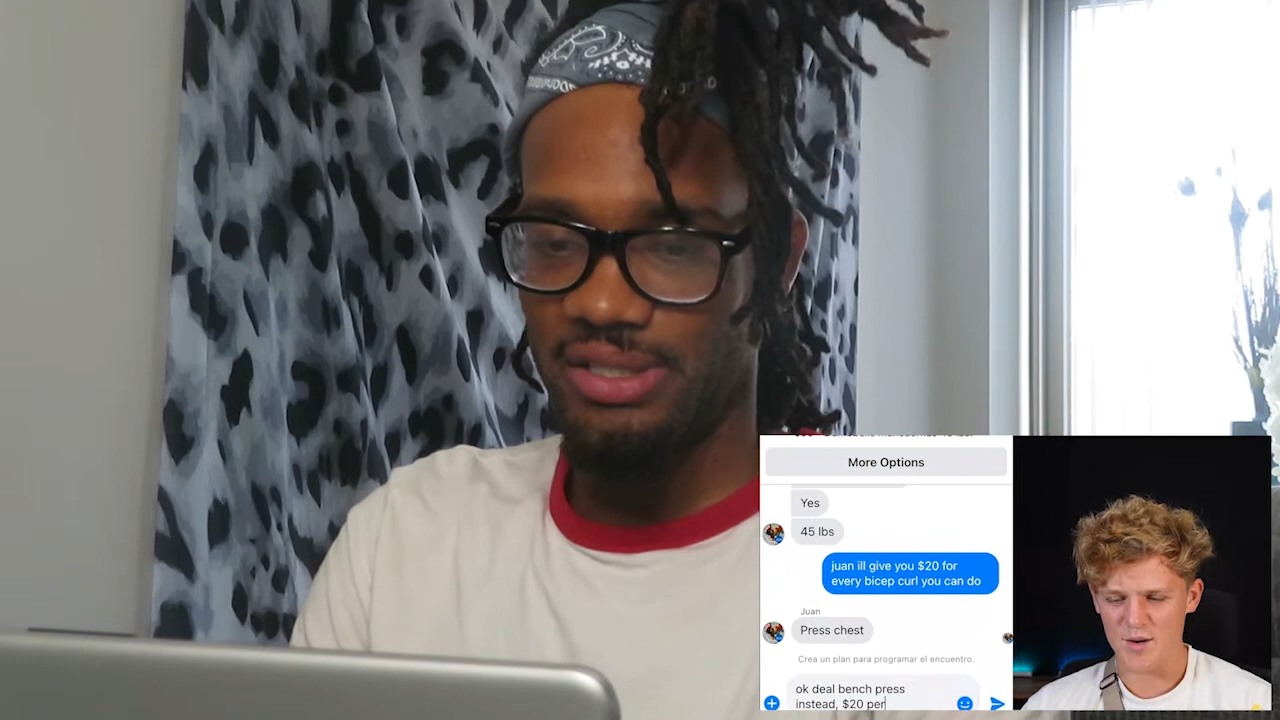 More Options
Yes
45 lbs
juan ill give you $20 for
every bicep curl you can do
Juan
Press chest
Crea un plan para programar el encuentro.
ok deal bench press
instead, $20 per